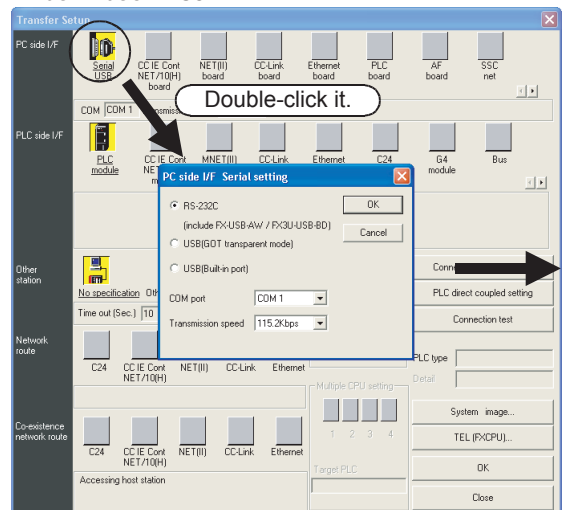 Transfer Setup
PC side I/F
Serial
USB
CC IE Cont
NET/10(H)
board
NET(II)
board
CC-Link
board
Ethernet
board
PLC
board
AF
board
SSC
net
Double-click it.
COM COM 1
PLC side I/F
PLC
module
CC IE Cont
MNET(II)
CC-Link
Ethernet
C24
G4
module
Bus
PC side I/F Serial setting
RS-232C
(include FX-USB-AW / FX3U-USB-BD)
USB(GOT transparent mode)
USB(Built-in port)
COM port COM 1
Transmission speed 115.2Kbps
OK
Cancel
Other
station
No specification
Time out (Sec.) 10
PLC direct coupled setting
Connection test
Network
route
C24
CC IE Cont
NET/10(H)
NET(II)
CC-Link
Ethernet
PLC type
Detail
Multiple CPU setting
1 2 3 4
Target PLC
System image...
TEL (FXCPU)...
OK
Close
Co-existence
network route
C24
CC IE Cont
NET/10(H)
NET(II)
CC-Link
Ethernet
Accessing host station